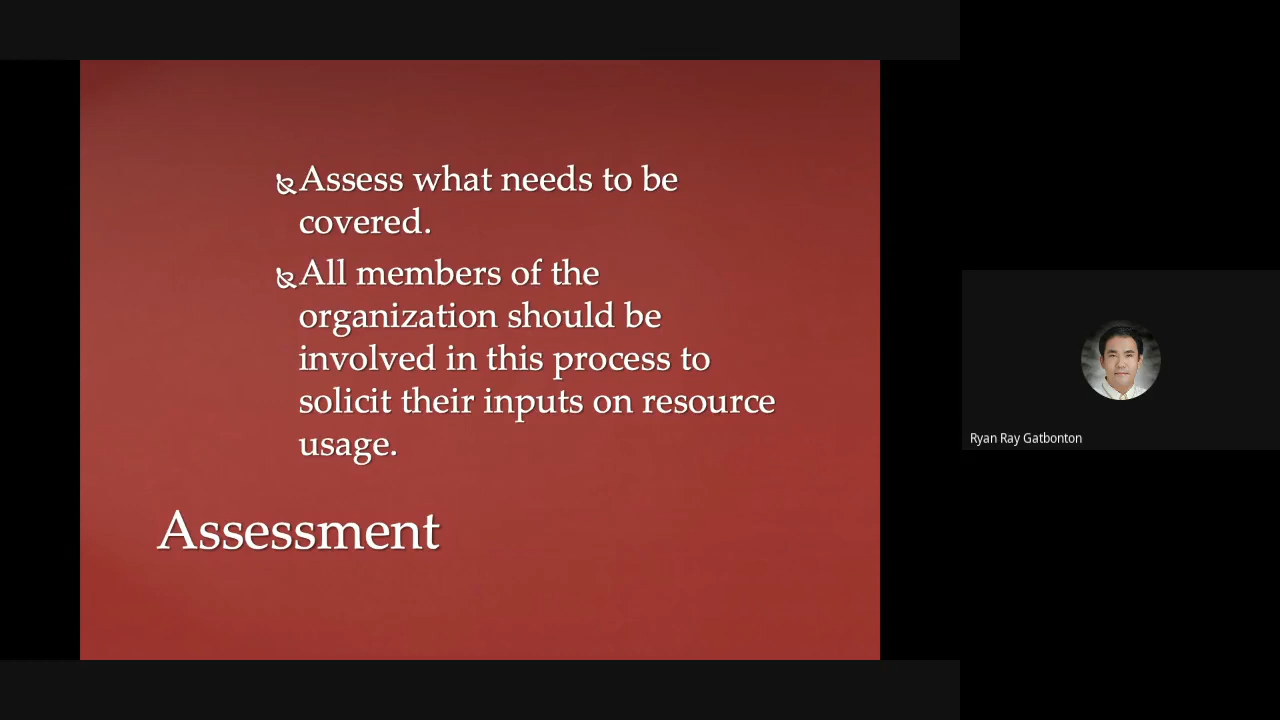 Assess what needs to be
covered.
All members of the
organization should be
involved in this process to
solicit their inputs on resource
usage.
Assessment
Ryan Ray Gatbonton